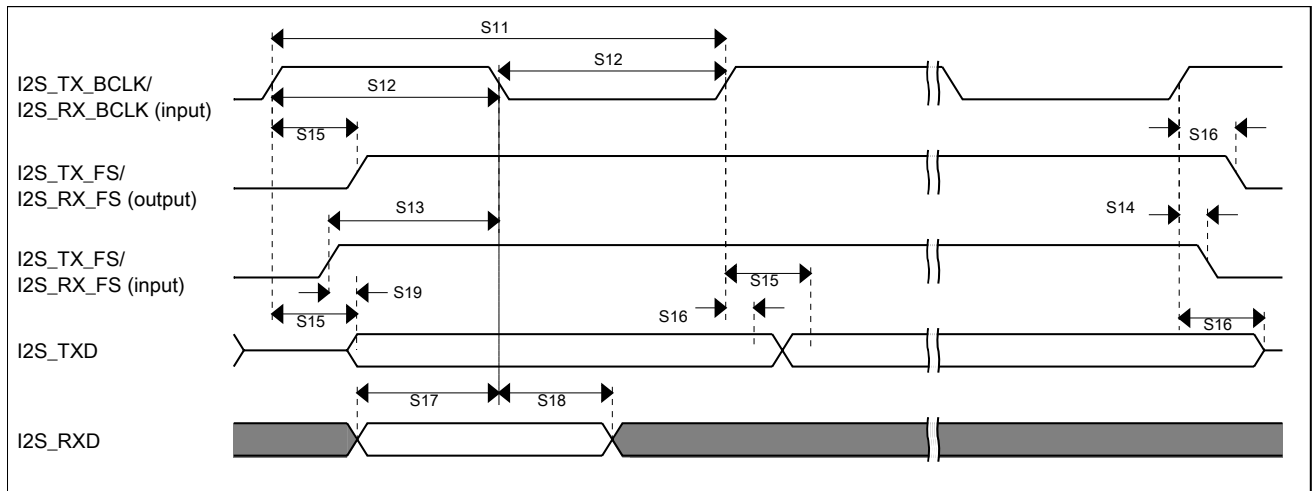 S11
S12
I2S_TX_BCLK/
I2S_RX_BCLK (input)
S12
S15
S16
I2S_TX_FS/
I2S_RX_FS (output)
S13
S14
I2S_TX_FS/
I2S_RX_FS (input)
S15
S19
S15
S16
S16
I2S_TXD
S17
S18
I2S_RXD